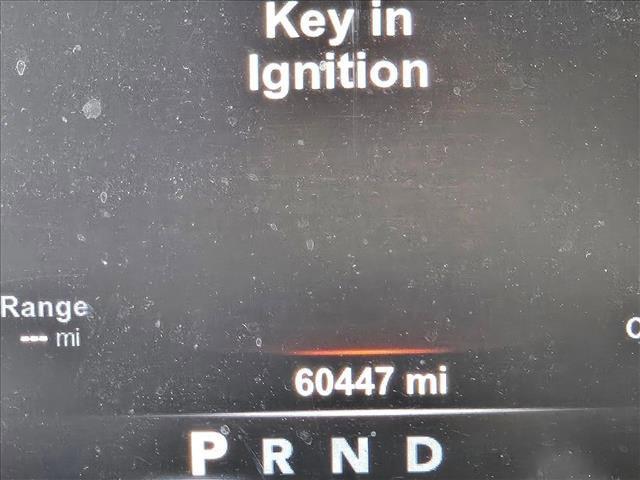 Key in
Ignition
Range
--- mi
60447 mi
P R N D